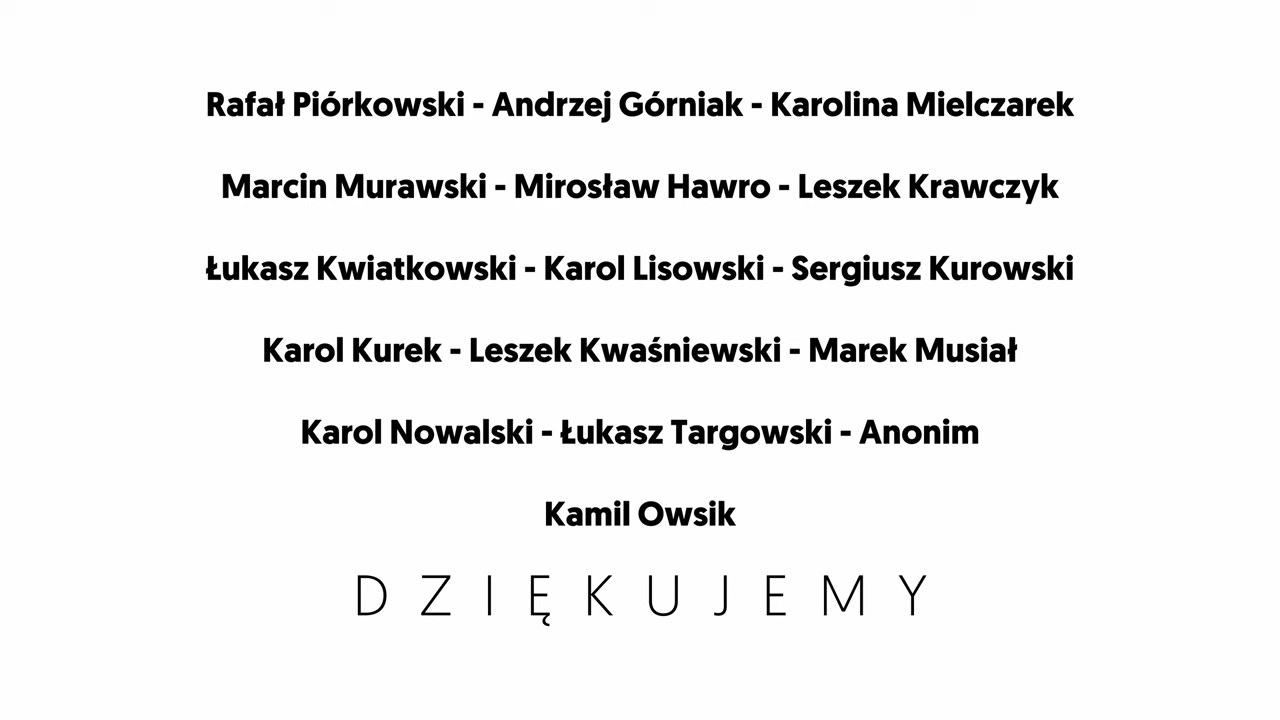 Rafał Piórkowski - Andrzej Górniak - Karolina Mielczarek
Marcin Murawski - Mirosław Hawro - Leszek Krawczyk
Łukasz Kwiatkowski - Karol Lisowski - Sergiusz Kurowski
Karol Kurek - Leszek Kwaśniewski - Marek Musiał
Karol Nowalski - Łukasz Targowski - Anonim
Kamil Owsik
DZIĘKUJEMY